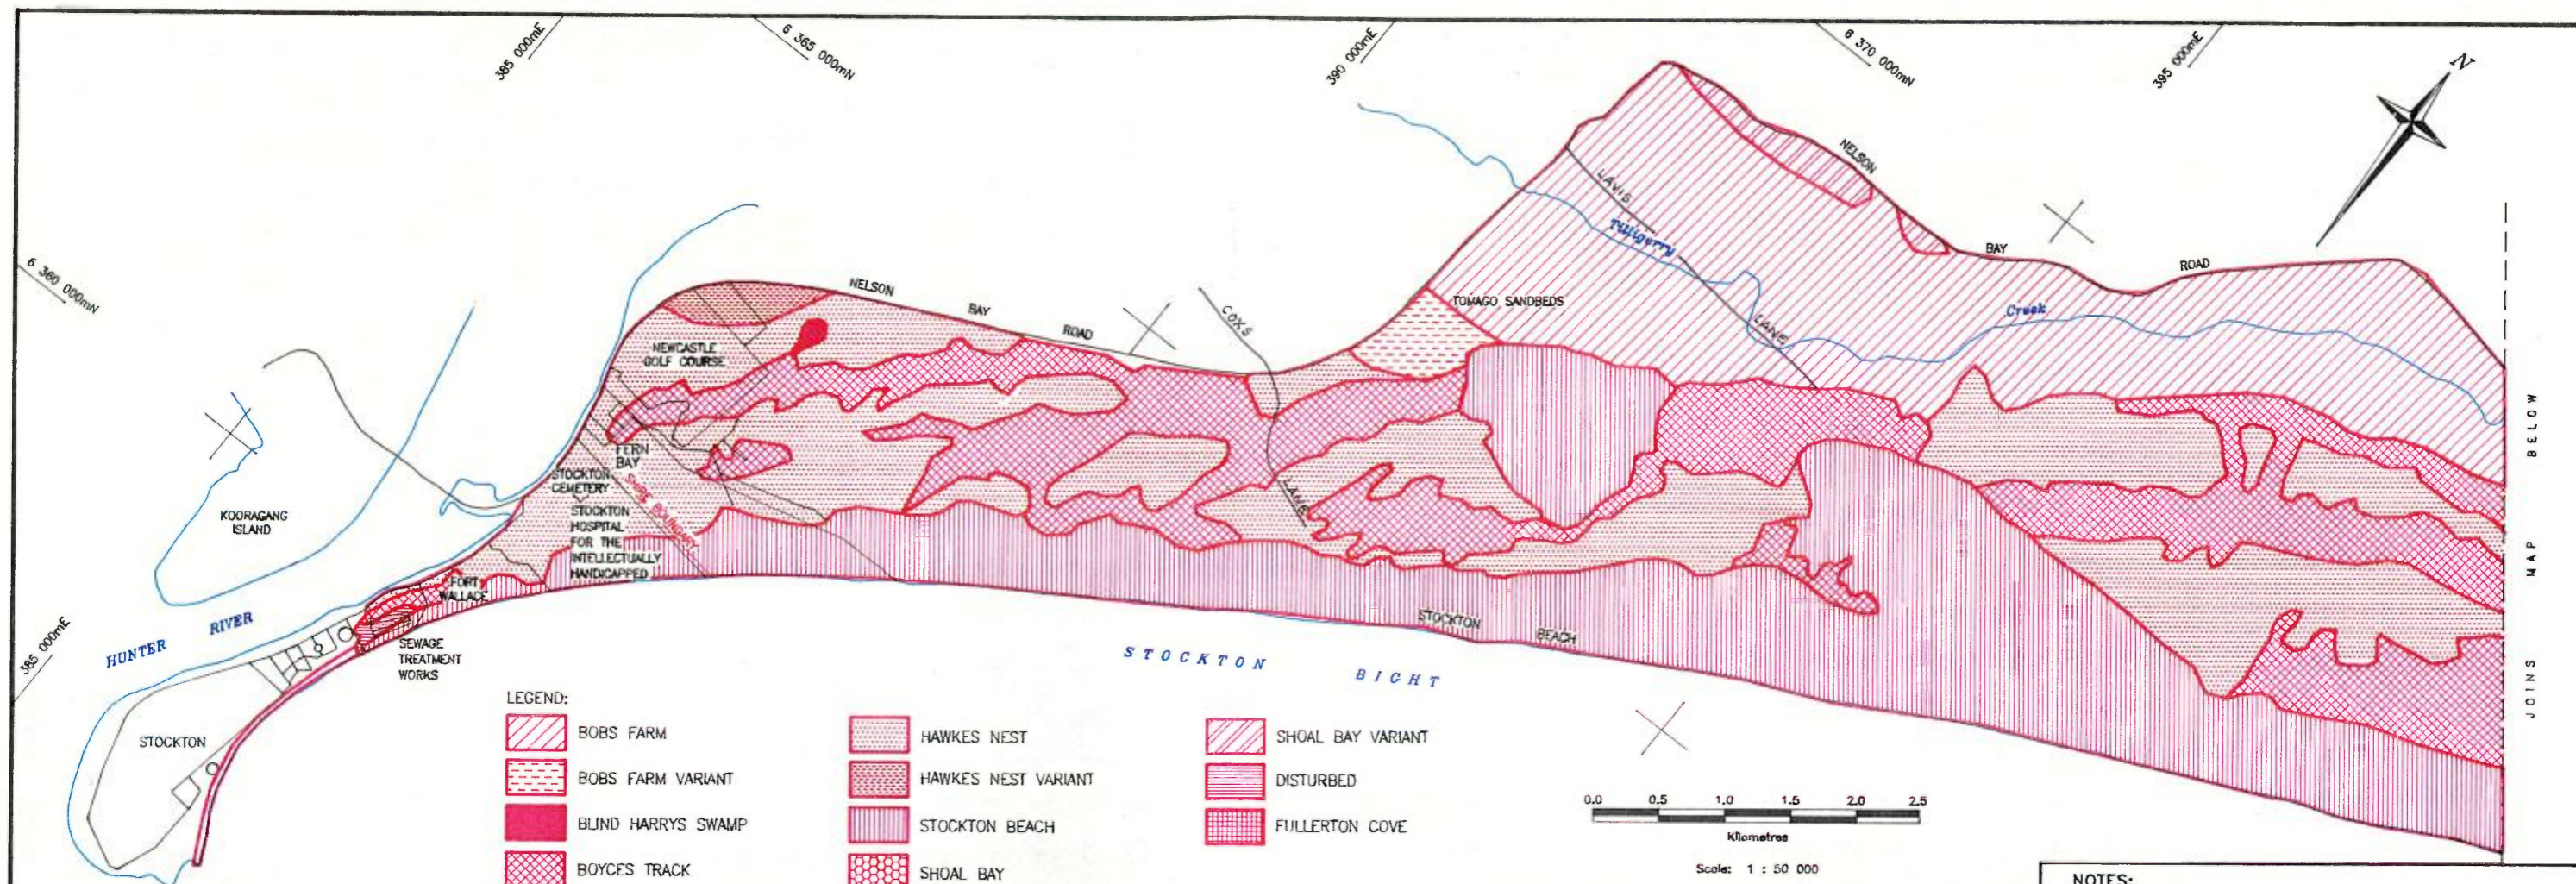 385 000mE
6 365 000mN
390 000mE
6 370 000mN
395 000mE
N
6 360 000mN
385 000mE
NELSON
BAY
ROAD
LAVIS
LANE
Tilligerry
Creek
NELSON
BAY
ROAD
COXS
LANE
TOMAGO SANDBEDS
NEWCASTLE
GOLF COURSE
FERN
BAY
STOCKTON
CEMETERY
SHIRE BOUNDARY
STOCKTON
HOSPITAL
FOR THE
INTELLECTUALLY
HANDICAPPED
KOORAGANG
ISLAND
FORT
WALLACE
HUNTER RIVER
SEWAGE
TREATMENT
WORKS
STOCKTON
STOCKTON
BEACH
STOCKTON BIGHT
JOINS MAP BELOW
LEGEND:
BOBS FARM
BOBS FARM VARIANT
BLIND HARRYS SWAMP
BOYCES TRACK
HAWKES NEST
HAWKES NEST VARIANT
STOCKTON BEACH
SHOAL BAY
SHOAL BAY VARIANT
DISTURBED
FULLERTON COVE
0.0 0.5 1.0 1.5 2.0 2.5
Kilometres
Scale: 1 : 50 000
NOTES: